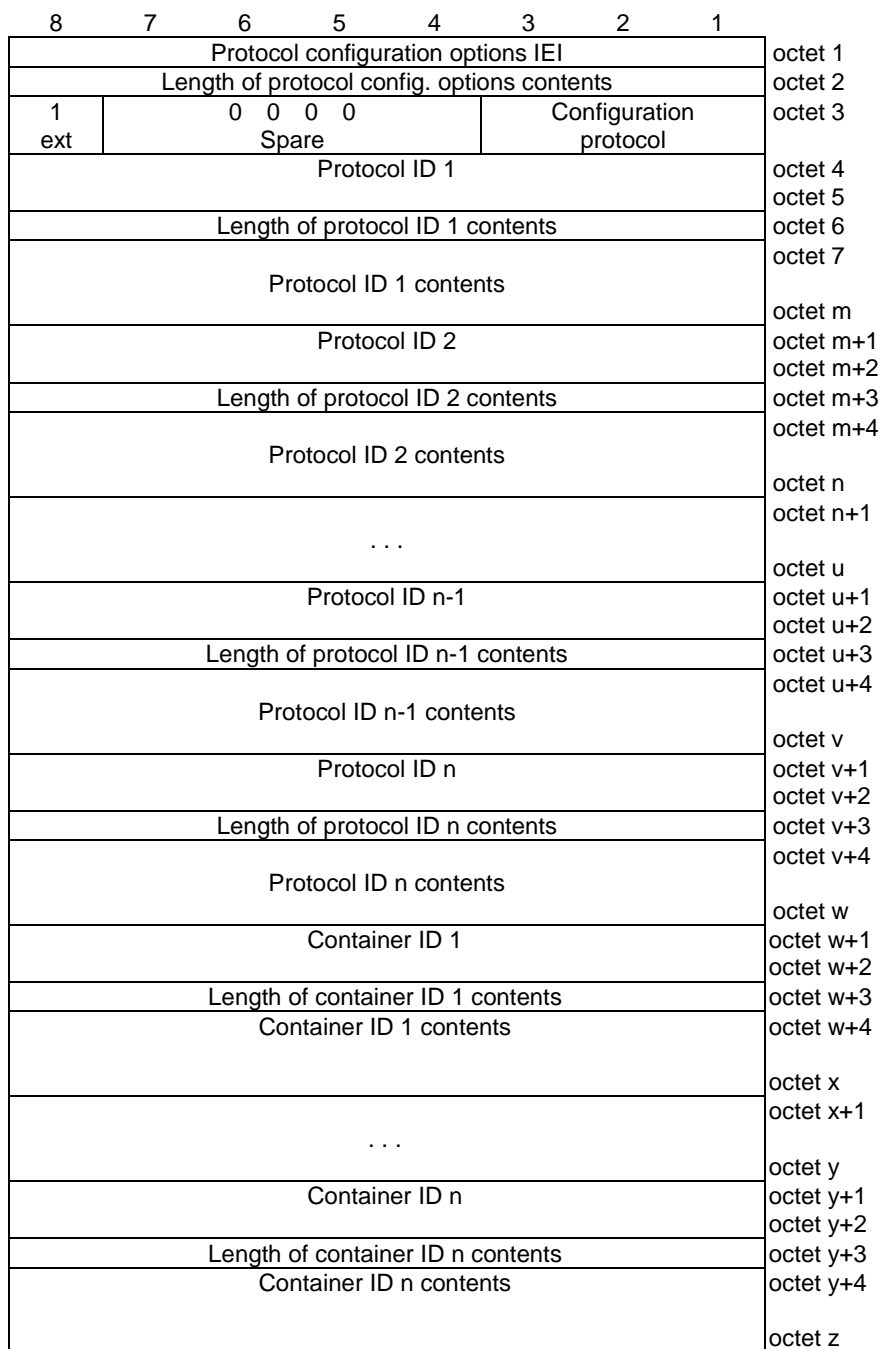 8 7 6 5 4 3 2 1
Protocol configuration options IEI octet 1
Length of protocol config. options contents octet 2
1 0 0 0 0 Configuration octet 3
ext Spare protocol
Protocol ID 1 octet 4
octet 5
Length of protocol ID 1 contents octet 6
octet 7
Protocol ID 1 contents
octet m
Protocol ID 2 octet m+1
octet m+2
Length of protocol ID 2 contents octet m+3
octet m+4
Protocol ID 2 contents
octet n
octet n+1
. . .
octet u
Protocol ID n-1 octet u+1
octet u+2
Length of protocol ID n-1 contents octet u+3
octet u+4
Protocol ID n-1 contents
octet v
Protocol ID n octet v+1
octet v+2
Length of protocol ID n contents octet v+3
octet v+4
Protocol ID n contents
octet w
Container ID 1 octet w+1
octet w+2
Length of container ID 1 contents octet w+3
Container ID 1 contents octet w+4
octet x
octet x+1
. . .
octet y
Container ID n octet y+1
octet y+2
Length of container ID n contents octet y+3
Container ID n contents octet y+4
octet z